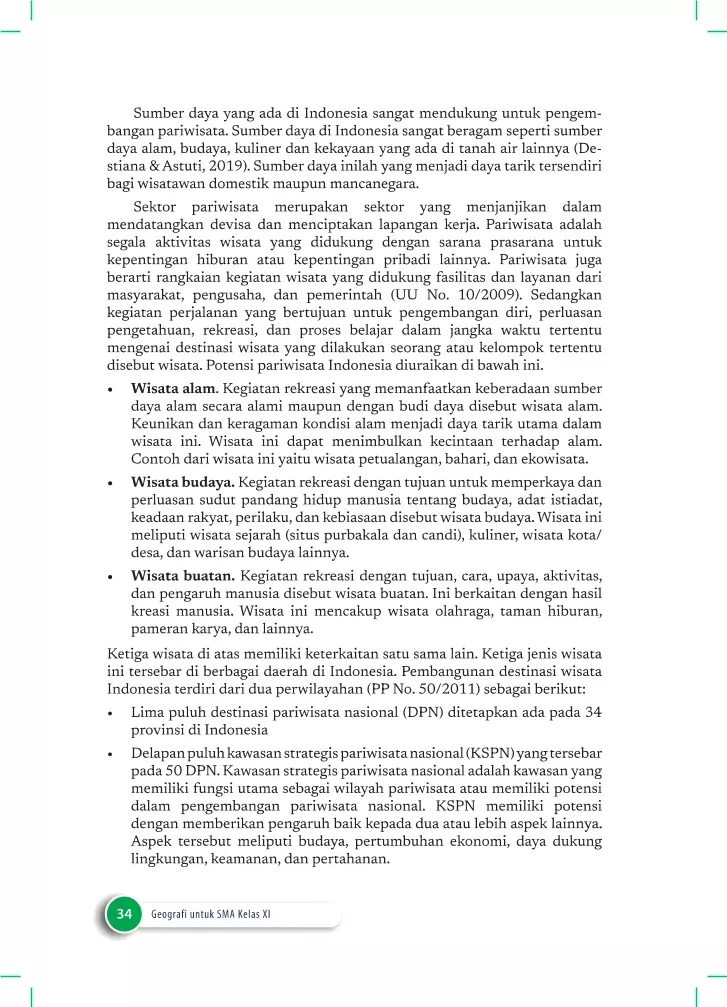 Sumber daya yang ada di Indonesia sangat mendukung untuk pengem-
bangan pariwisata. Sumber daya di Indonesia sangat beragam seperti sumber
daya alam, budaya, kuliner dan kekayaan yang ada di tanah air lainnya (De-
stiana & Astuti, 2019). Sumber daya inilah yang menjadi daya tarik tersendiri
bagi wisatawan domestik maupun mancanegara.
Sektor pariwisata merupakan sektor yang menjanjikan dalam
mendatangkan devisa dan menciptakan lapangan kerja. Pariwisata adalah
segala aktivitas wisata yang didukung dengan sarana prasarana untuk
kepentingan hiburan atau kepentingan pribadi lainnya. Pariwisata juga
berarti rangkaian kegiatan wisata yang didukung fasilitas dan layanan dari
masyarakat, pengusaha, dan pemerintah (UU No. 10/2009). Sedangkan
kegiatan perjalanan yang bertujuan untuk pengembangan diri, perluasan
pengetahuan, rekreasi, dan proses belajar dalam jangka waktu tertentu
mengenai destinasi wisata yang dilakukan seorang atau kelompok tertentu
disebut wisata. Potensi pariwisata Indonesia diuraikan di bawah ini.
• Wisata alam. Kegiatan rekreasi yang memanfaatkan keberadaan sumber
daya alam secara alami maupun dengan budi daya disebut wisata alam.
Keunikan dan keragaman kondisi alam menjadi daya tarik utama dalam
wisata ini. Wisata ini dapat menimbulkan kecintaan terhadap alam.
Contoh dari wisata ini yaitu wisata petualangan, bahari, dan ekowisata.
• Wisata budaya. Kegiatan rekreasi dengan tujuan untuk memperkaya dan
perluasan sudut pandang hidup manusia tentang budaya, adat istiadat,
keadaan rakyat, perilaku, dan kebiasaan disebut wisata budaya. Wisata ini
meliputi wisata sejarah (situs purbakala dan candi), kuliner, wisata kota/
desa, dan warisan budaya lainnya.
• Wisata buatan. Kegiatan rekreasi dengan tujuan, cara, upaya, aktivitas,
dan pengaruh manusia disebut wisata buatan. Ini berkaitan dengan hasil
kreasi manusia. Wisata ini mencakup wisata olahraga, taman hiburan,
pameran karya, dan lainnya.
Ketiga wisata di atas memiliki keterkaitan satu sama lain. Ketiga jenis wisata
ini tersebar di berbagai daerah di Indonesia. Pembangunan destinasi wisata
Indonesia terdiri dari dua perwilayahan (PP No. 50/2011) sebagai berikut:
• Lima puluh destinasi pariwisata nasional (DPN) ditetapkan ada pada 34
provinsi di Indonesia
• Delapan puluh kawasan strategis pariwisata nasional (KSPN) yang tersebar
pada 50 DPN. Kawasan strategis pariwisata nasional adalah kawasan yang
memiliki fungsi utama sebagai wilayah pariwisata atau memiliki potensi
dalam pengembangan pariwisata nasional. KSPN memiliki potensi
dengan memberikan pengaruh baik kepada dua atau lebih aspek lainnya.
Aspek tersebut meliputi budaya, pertumbuhan ekonomi, daya dukung
lingkungan, keamanan, dan pertahanan.
34 Geografi untuk SMA Kelas XI